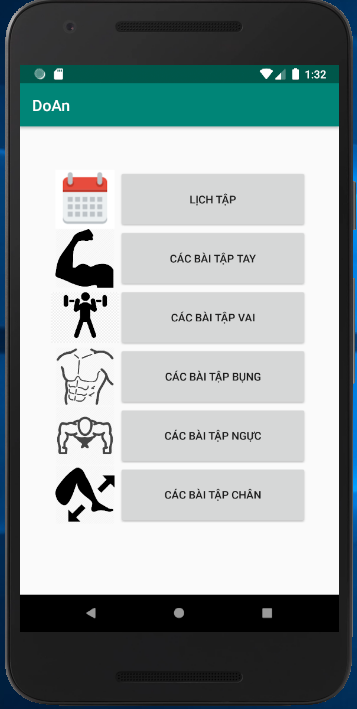 1:32
DoAn
LỊCH TẬP
CÁC BÀI TẬP TAY
CÁC BÀI TẬP VAI
CÁC BÀI TẬP BỤNG
CÁC BÀI TẬP NGỰC
CÁC BÀI TẬP CHÂN